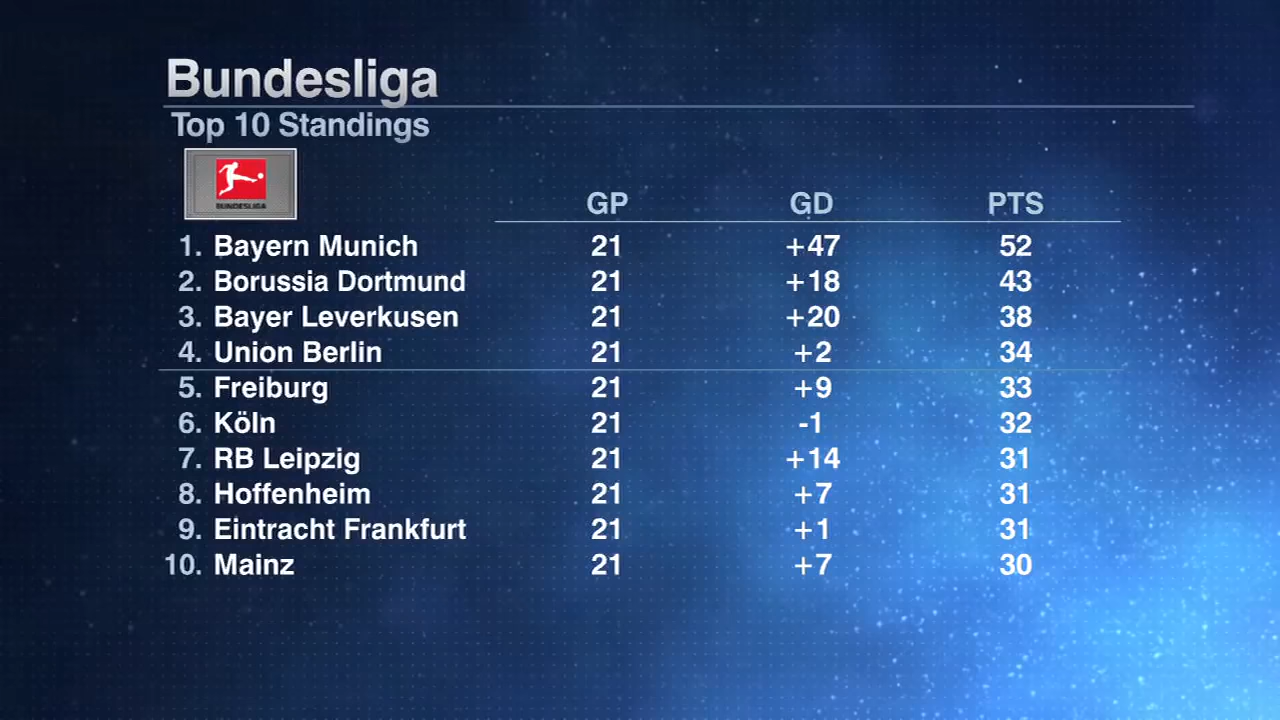 Bundesliga
Top 10 Standings
BUNDESLIGA
GP GD PTS
1. Bayern Munich 21 +47 52
2. Borussia Dortmund 21 +18 43
3. Bayer Leverkusen 21 +20 38
4. Union Berlin 21 +2 34
5. Freiburg 21 +9 33
6. Köln 21 -1 32
7. RB Leipzig 21 +14 31
8. Hoffenheim 21 +7 31
9. Eintracht Frankfurt 21 +1 31
10. Mainz 21 +7 30